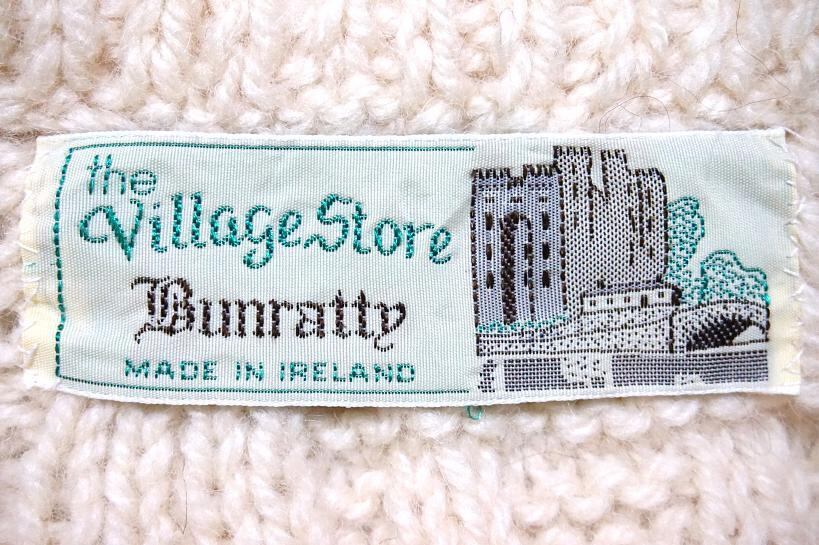 the
Village Store
Bunratty
MADE IN IRELAND